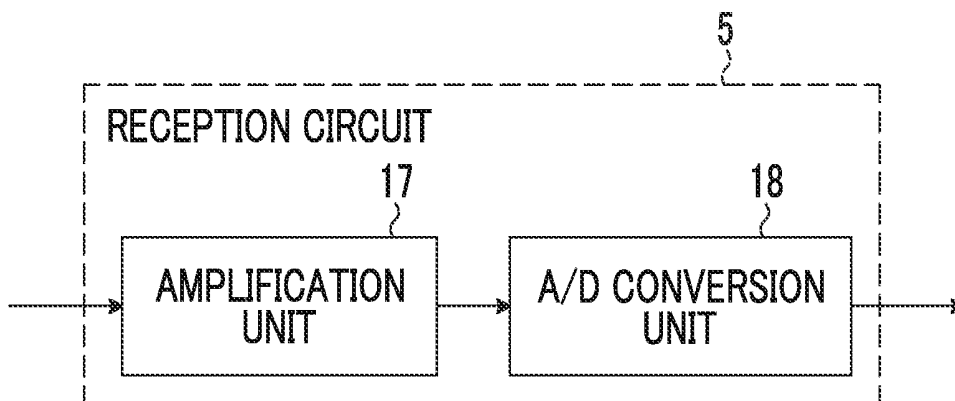 5
RECEPTION CIRCUIT
17
18
AMPLIFICATION
UNIT
A/D CONVERSION
UNIT